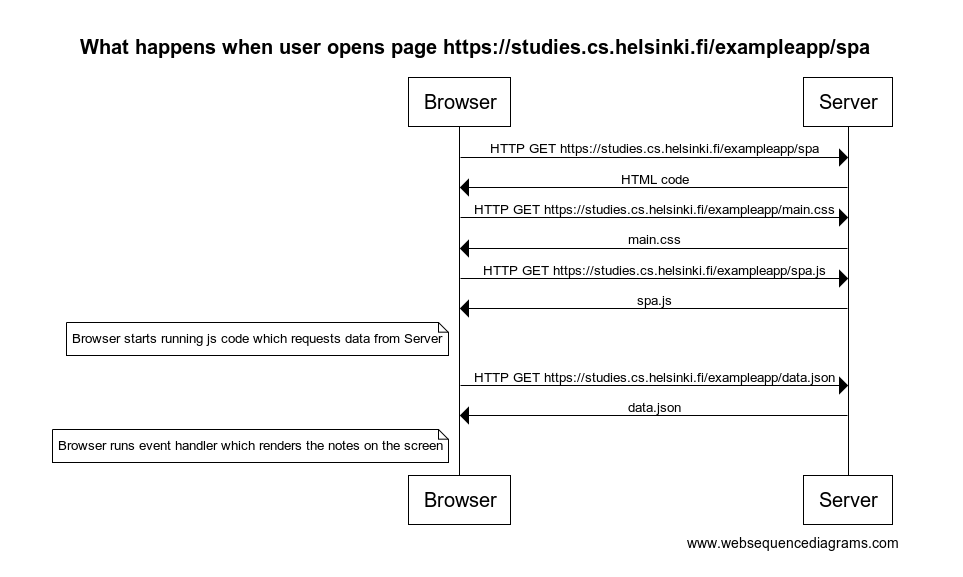 What happens when user opens page https://studies.cs.helsinki.fi/exampleapp/spa
Browser
Server
HTTP GET https://studies.cs.helsinki.fi/exampleapp/spa
HTML code
HTTP GET https://studies.cs.helsinki.fi/exampleapp/main.css
main.css
HTTP GET https://studies.cs.helsinki.fi/exampleapp/spa.js
spa.js
Browser starts running js code which requests data from Server
HTTP GET https://studies.cs.helsinki.fi/exampleapp/data.json
data.json
Browser runs event handler which renders the notes on the screen
Browser
Server
www.websequencediagrams.com